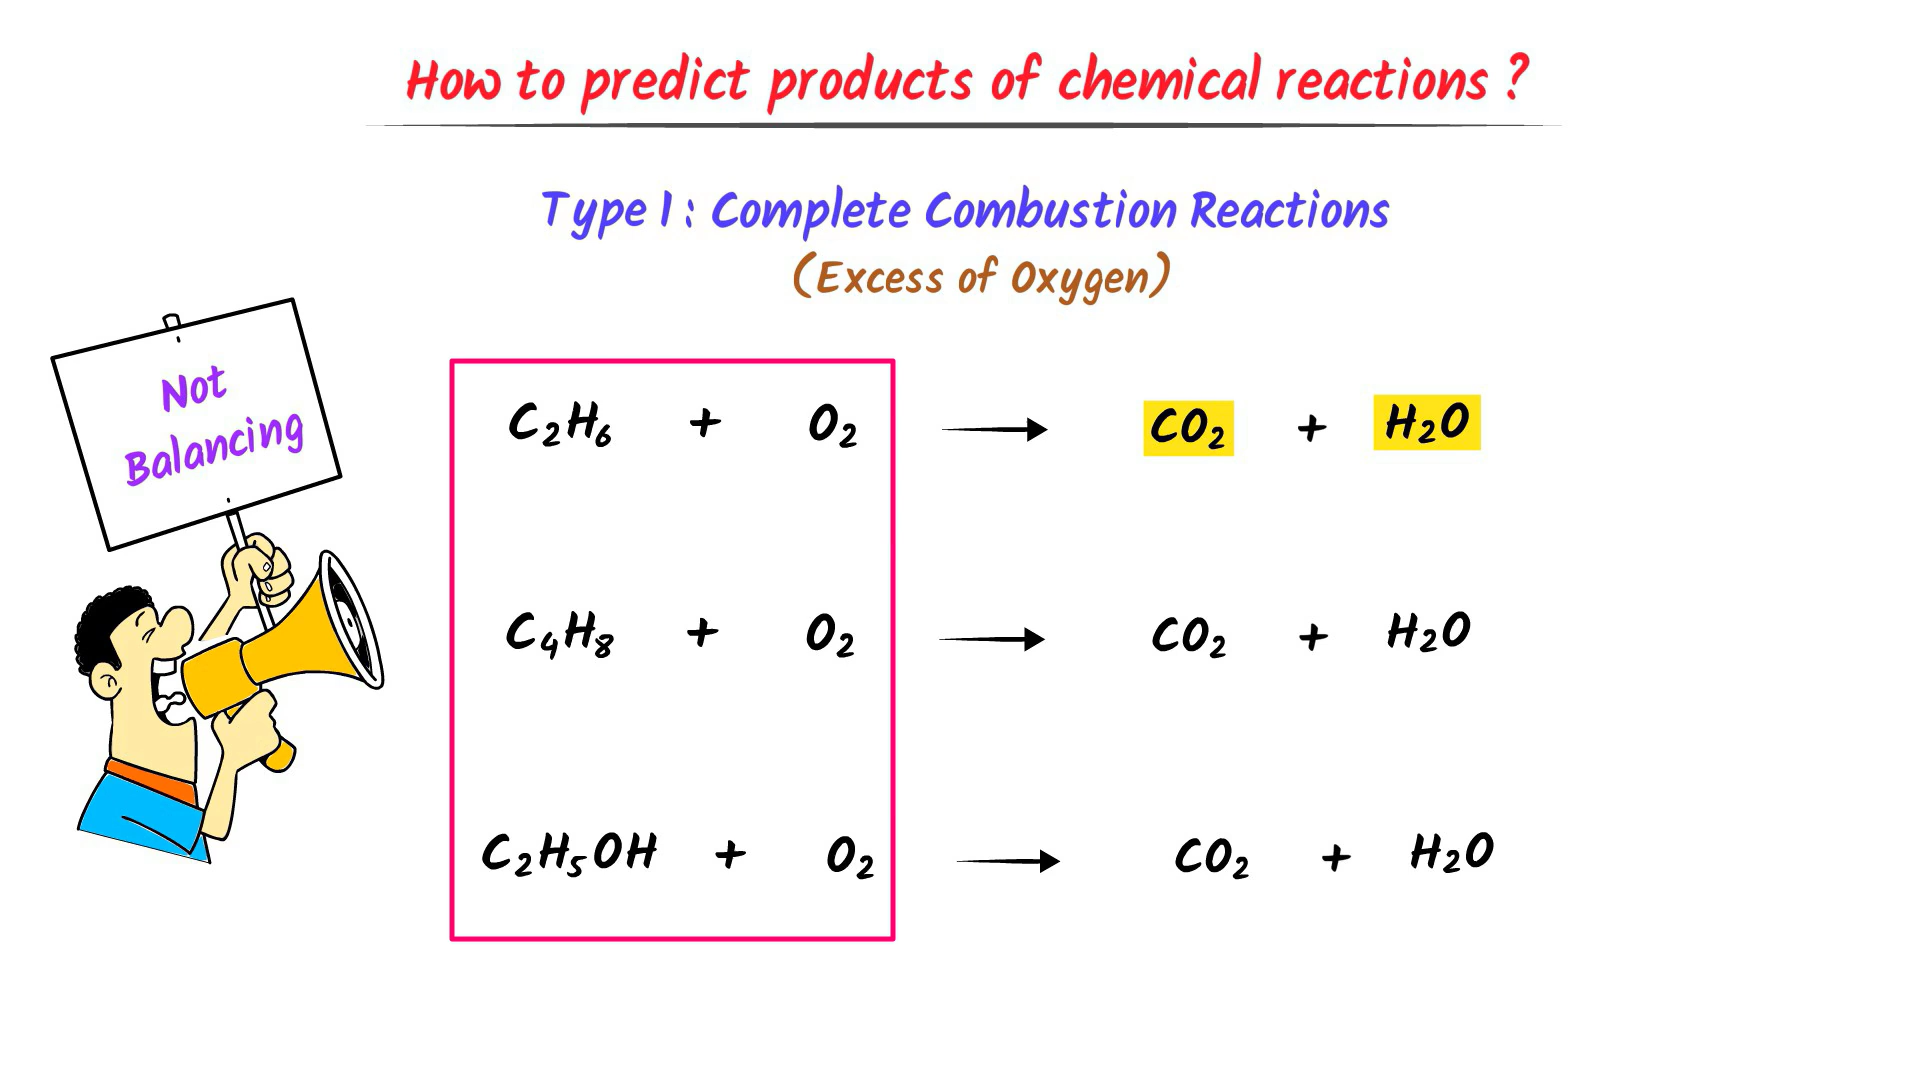 How to predict products of chemical reactions ?
Type 1 : Complete Combustion Reactions
(Excess of Oxygen)
Not
Balancing
C₂H₆ + O₂ → CO₂ + H₂O
C₄H₈ + O₂ → CO₂ + H₂O
C₂H₅OH + O₂ → CO₂ + H₂O